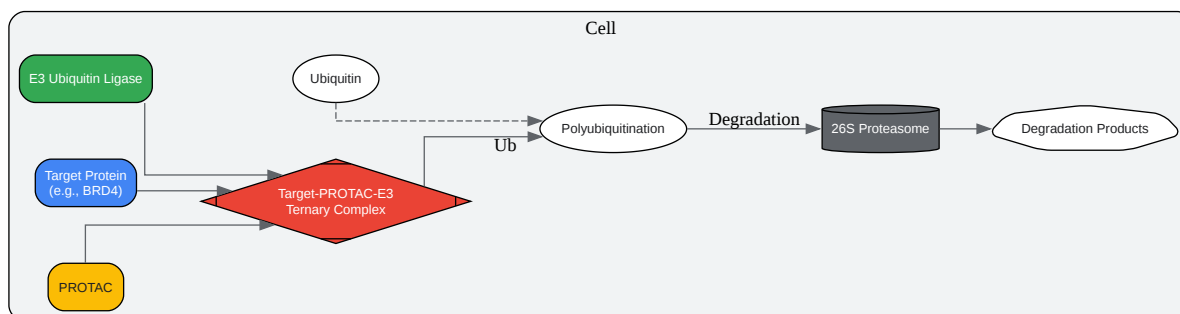 Cell
E3 Ubiquitin Ligase
Ubiquitin
Polyubiquitination
Degradation
26S Proteasome
Degradation Products
Ub
Target Protein
(e.g., BRD4)
Target-PROTAC-E3
Ternary Complex
PROTAC